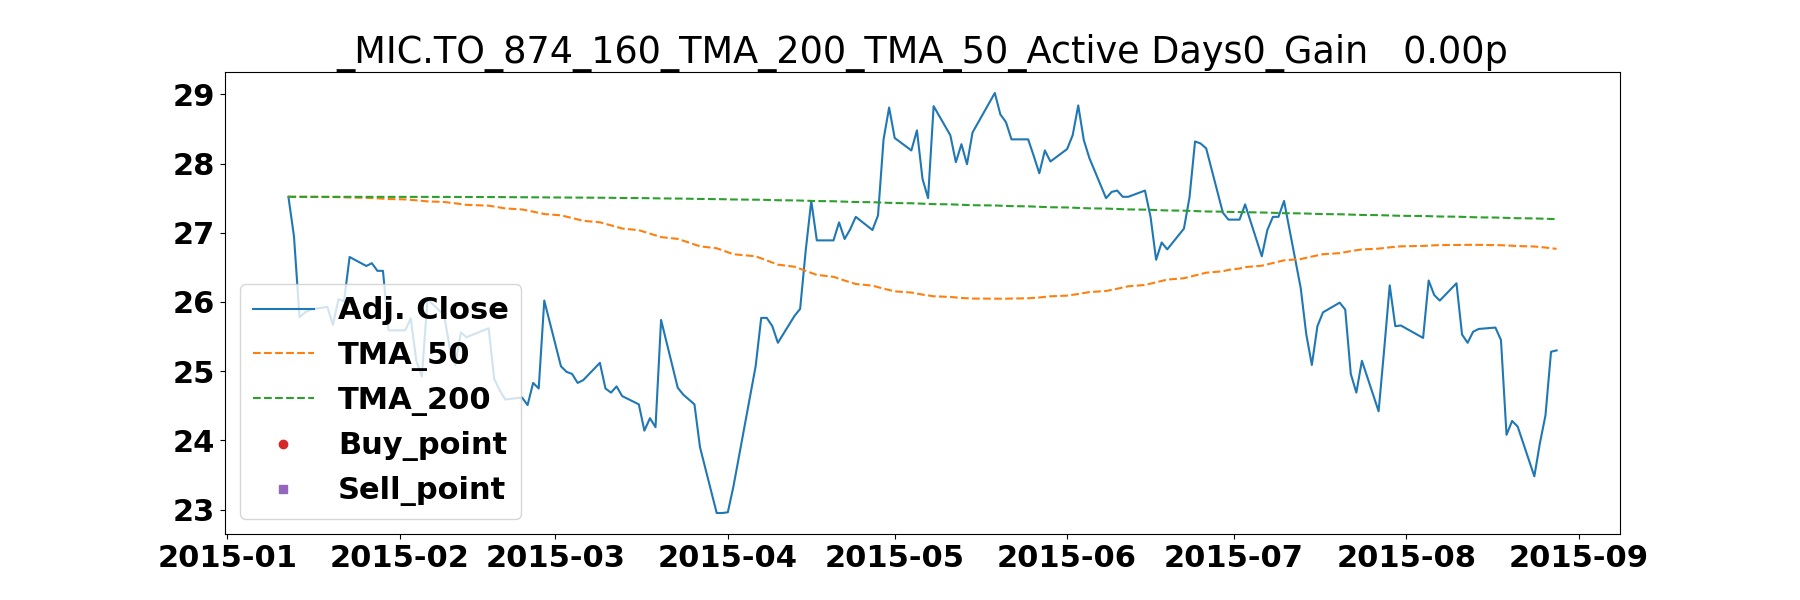 _MIC.TO_874_160_TMA_200_TMA_50_Active Days0_Gain   0.00p
29
28
27
26
25
24
23
Adj. Close
TMA_50
TMA_200
Buy_point
Sell_point
2015-01 2015-02 2015-03 2015-04 2015-05 2015-06 2015-07 2015-08 2015-09